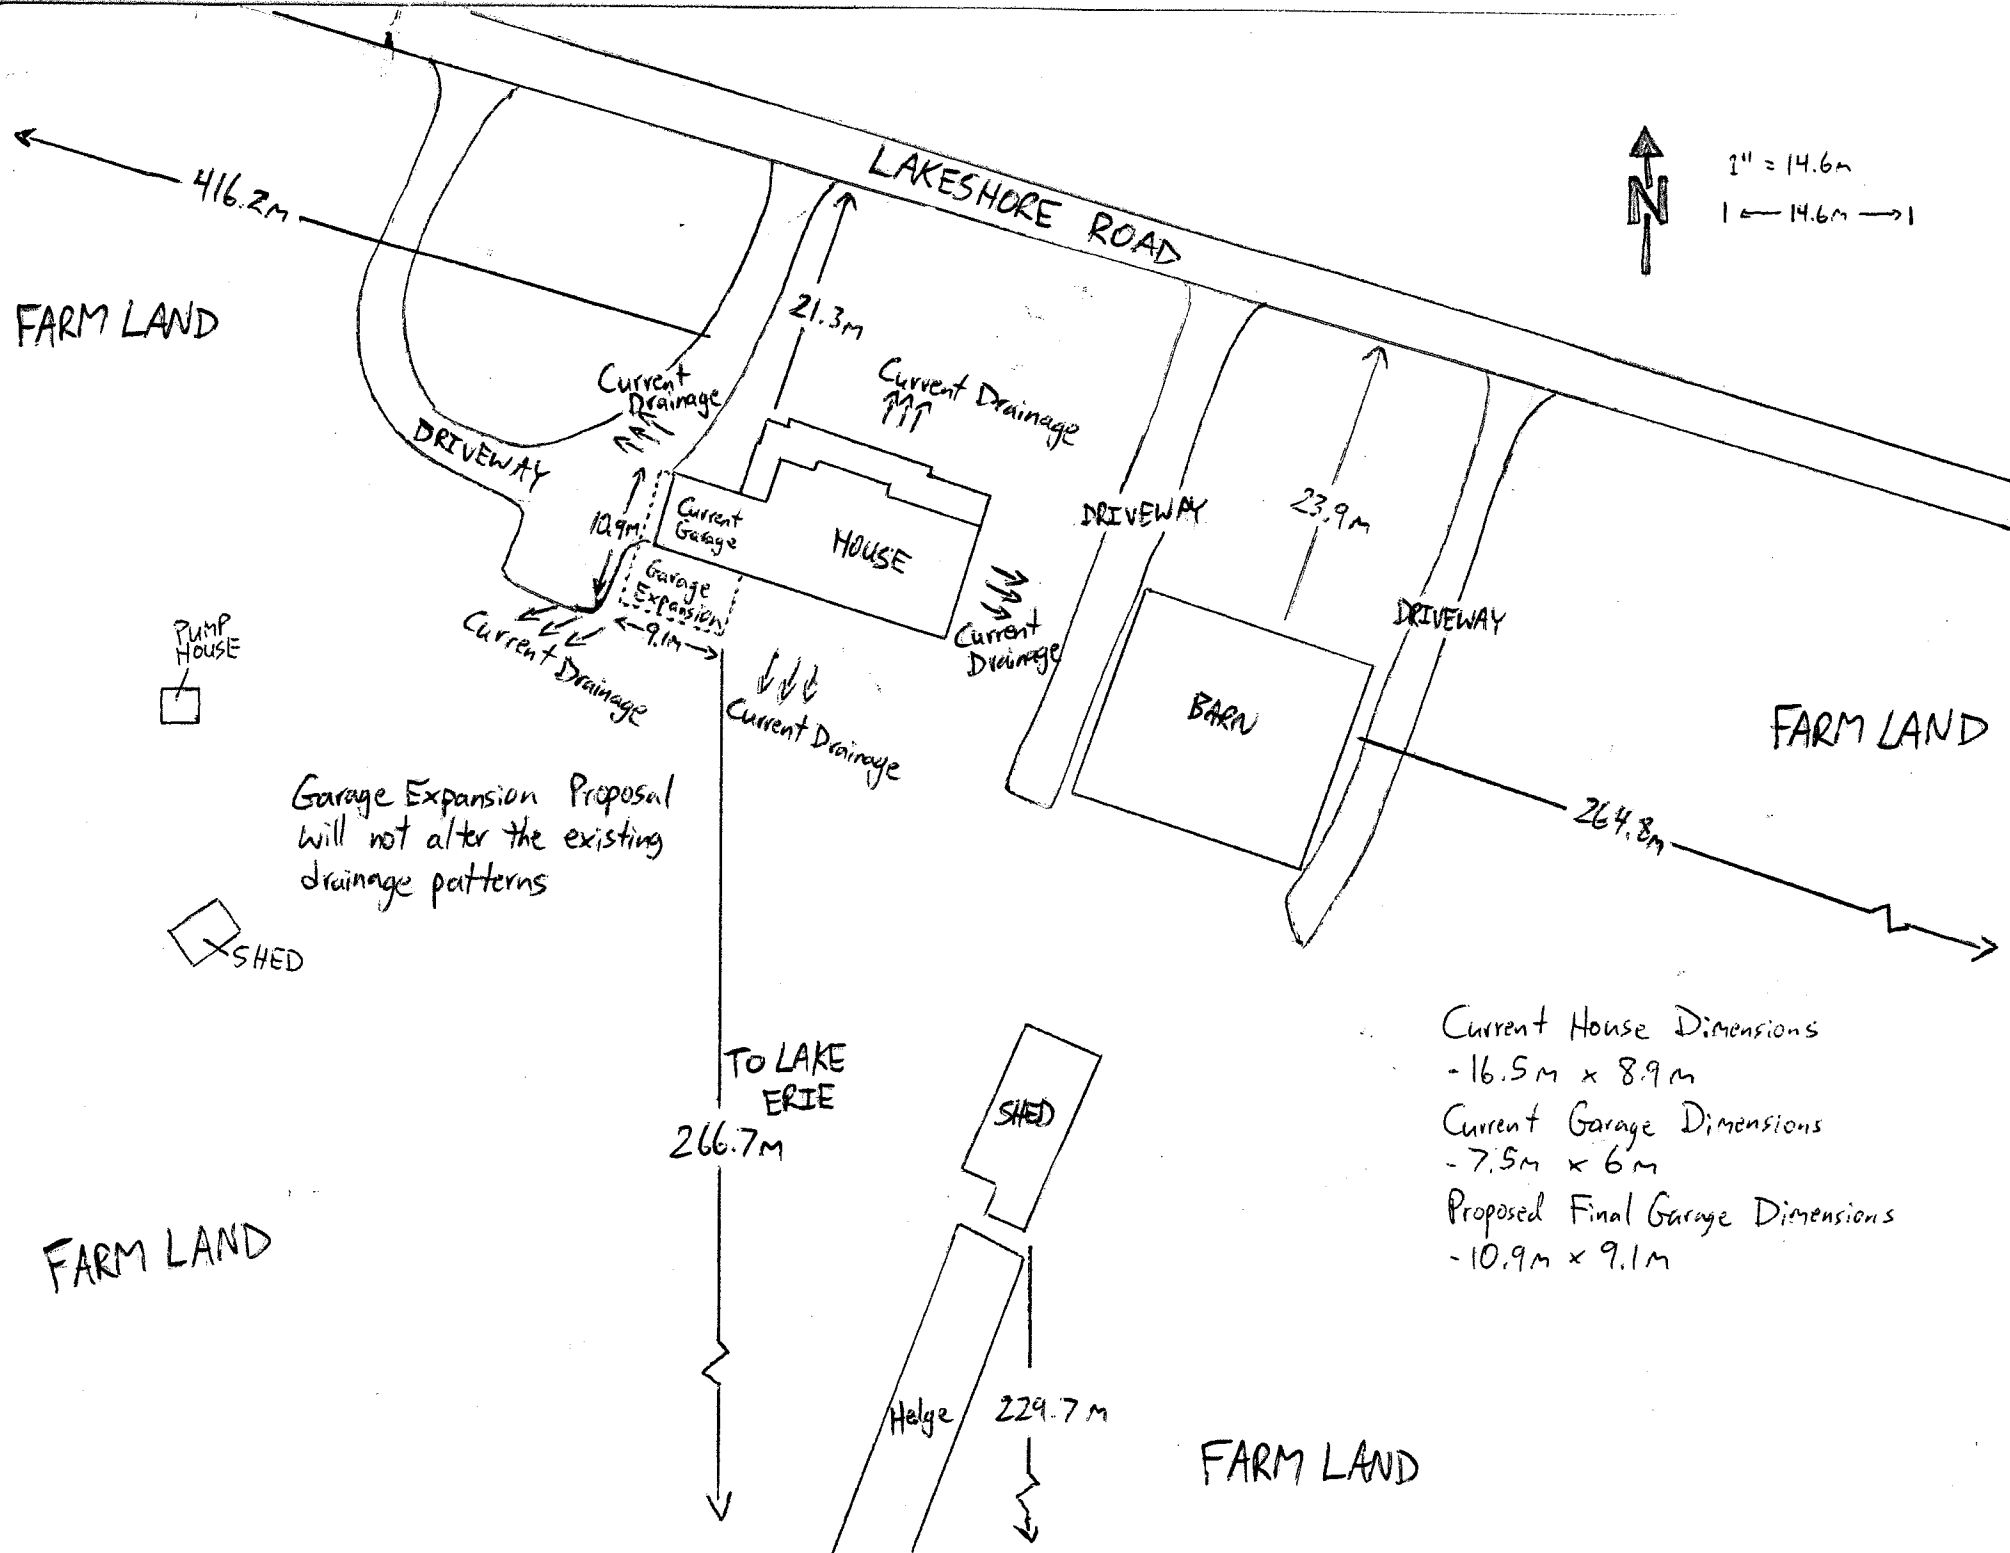 LAKESHORE ROAD
N
1" = 14.6m
14.6m
416.2m
FARM LAND
21.3m
Current
Drainage
Current Drainage
DRIVEWAY
10.9m
Current
Garage
HOUSE
Garage
Expansion
9.1m
Current Drainage
Current Drainage
Current
Drainage
DRIVEWAY
23.9m
DRIVEWAY
BARN
FARM LAND
264.8m
PUMP
HOUSE
Garage Expansion Proposal
will not alter the existing
drainage patterns
SHED
TO LAKE
ERIE
266.7m
SHED
Current House Dimensions
- 16.5m x 8.9m
Current Garage Dimensions
- 7.5m x 6m
Proposed Final Garage Dimensions
- 10.9m x 9.1m
FARM LAND
Hedge
229.7m
FARM LAND